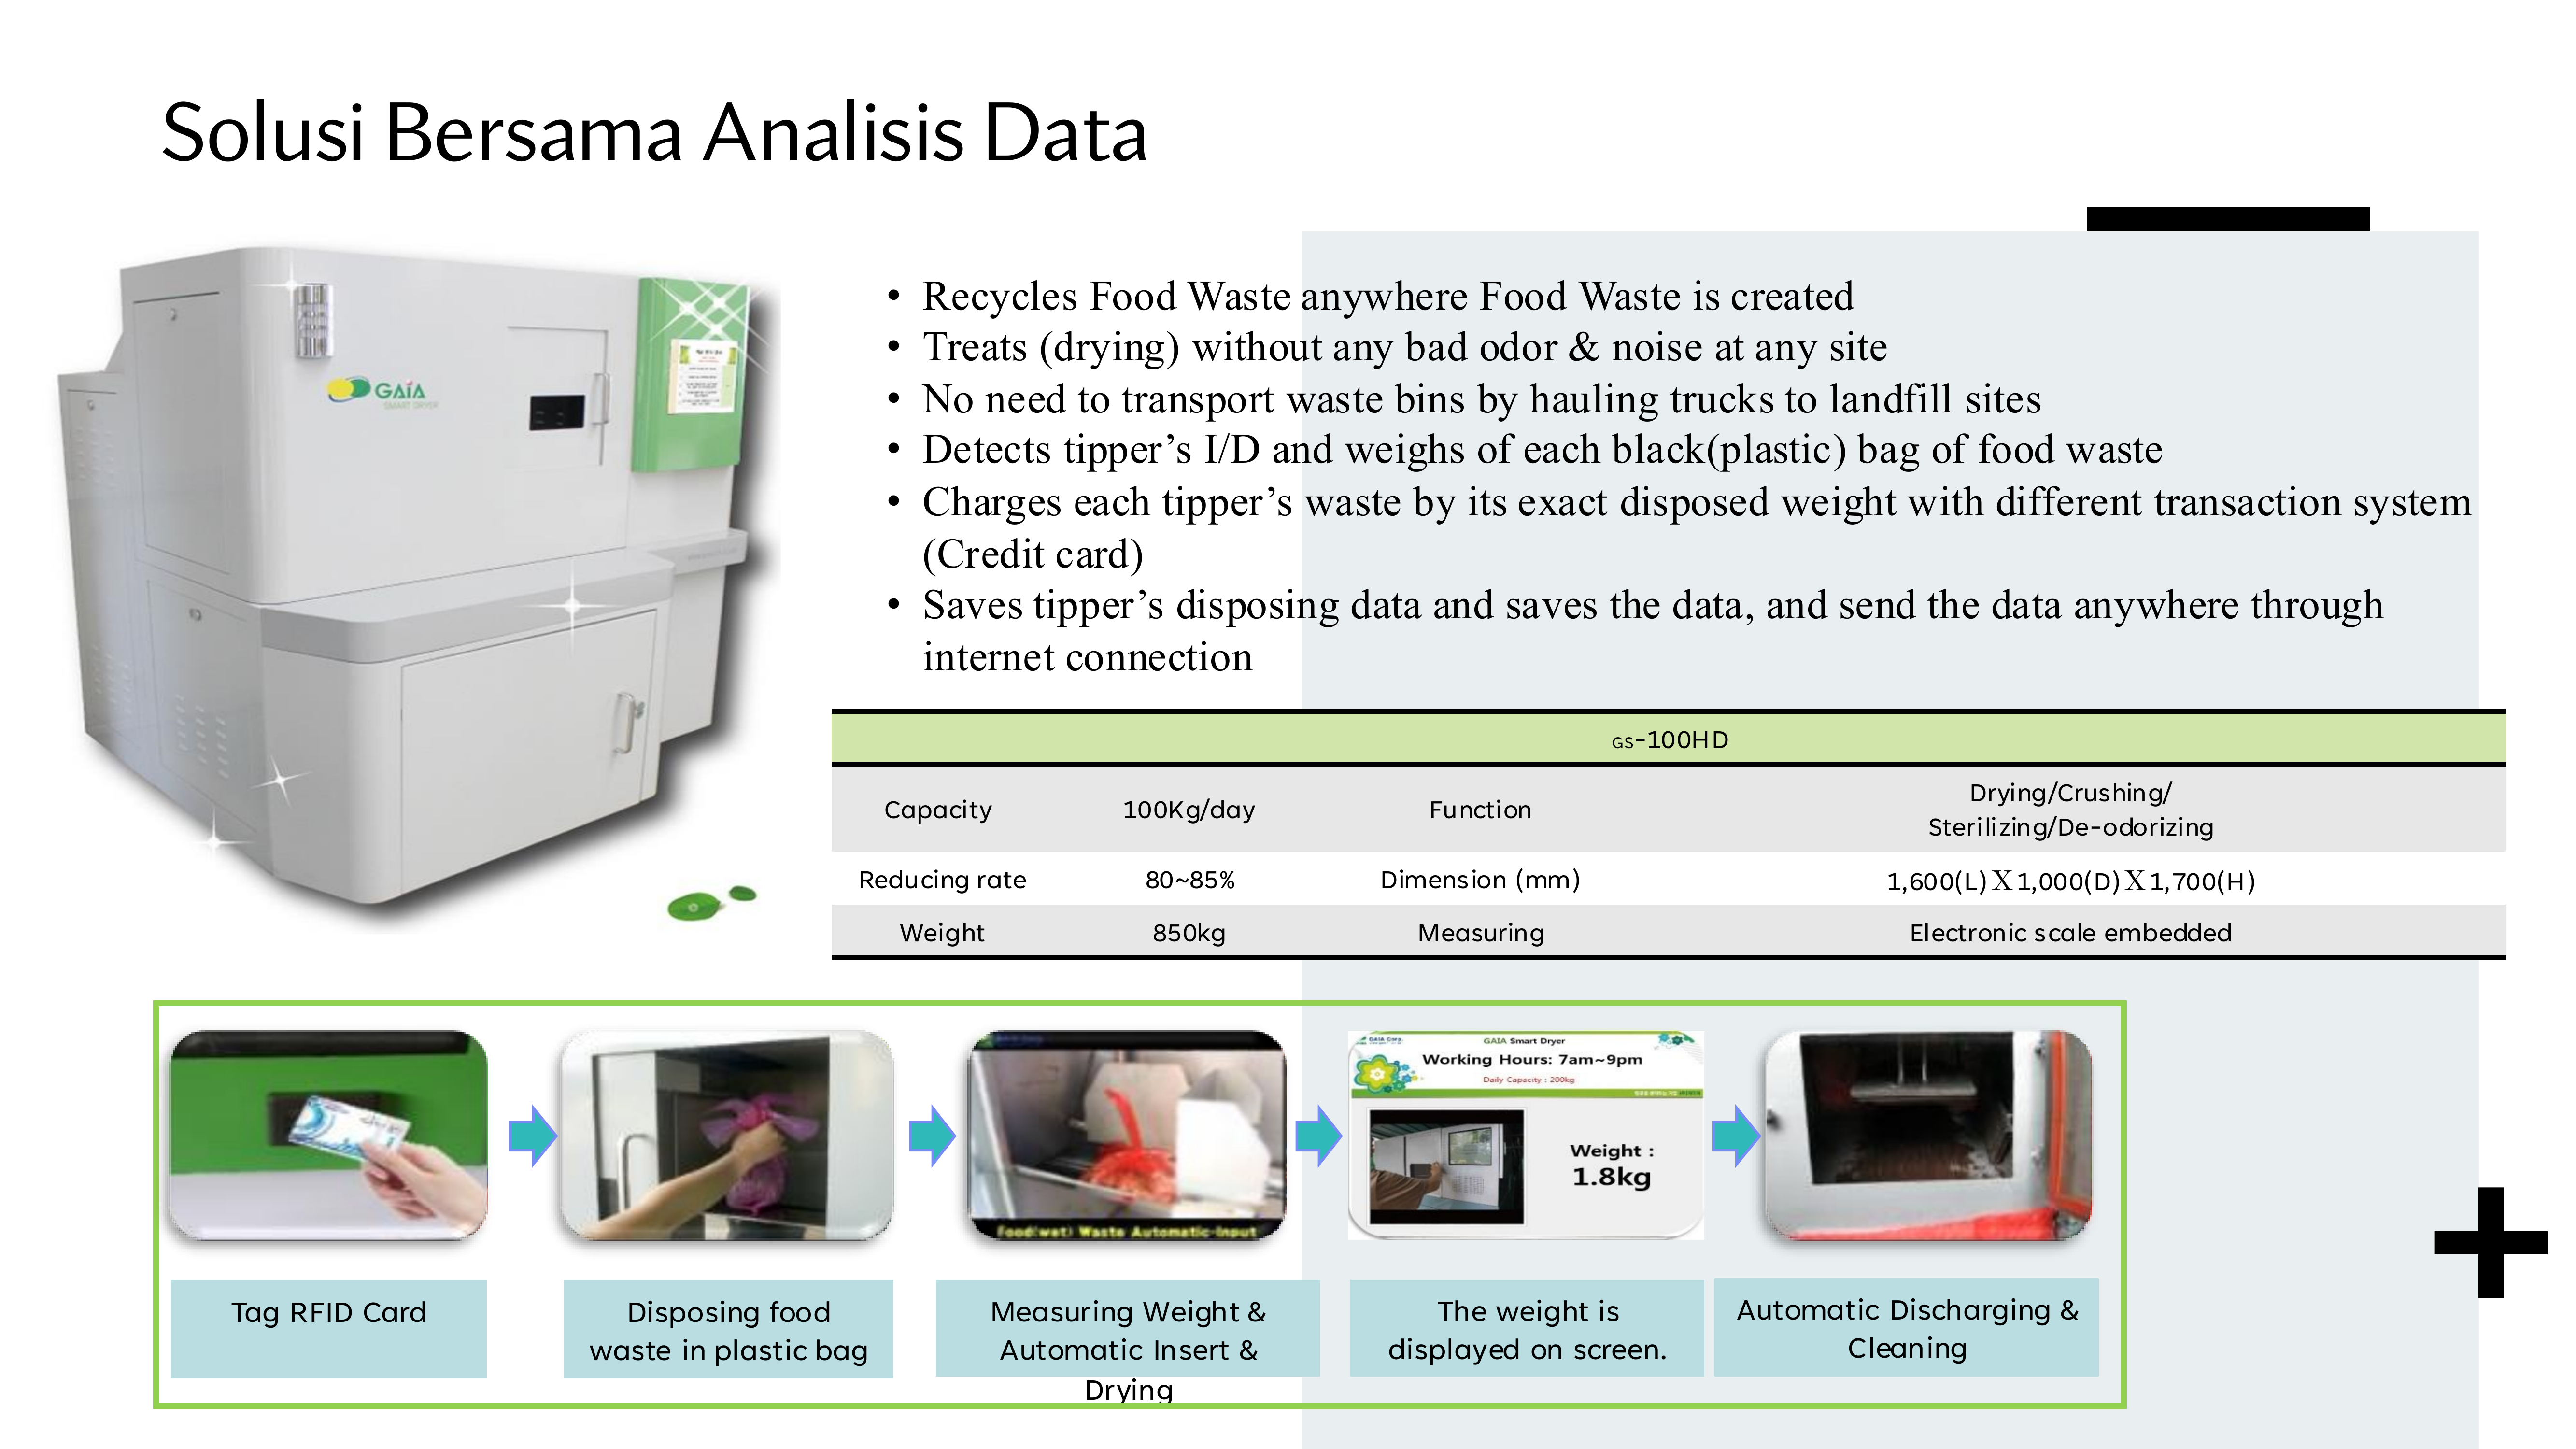 Solusi Bersama Analisis Data
GAIA
SMART DRYER
• Recycles Food Waste anywhere Food Waste is created
• Treats (drying) without any bad odor & noise at any site
• No need to transport waste bins by hauling trucks to landfill sites
• Detects tipper’s I/D and weighs of each black(plastic) bag of food waste
• Charges each tipper’s waste by its exact disposed weight with different transaction system
(Credit card)
• Saves tipper’s disposing data and saves the data, and send the data anywhere through
internet connection
GS-100HD
Capacity 100Kg/day Function Drying/Crushing/
Sterilizing/De-odorizing
Reducing rate 80~85% Dimension (mm) 1,600(L) X 1,000(D) X 1,700(H)
Weight 850kg Measuring Electronic scale embedded
Food(wet) Waste Automatic-Input
GAIA Corp.
GAIA Smart Dryer
Working Hours: 7am~9pm
Daily Capacity : 200kg
Weight :
1.8kg
Tag RFID Card
Disposing food
waste in plastic bag
Measuring Weight &
Automatic Insert &
Drying
The weight is
displayed on screen.
Automatic Discharging &
Cleaning